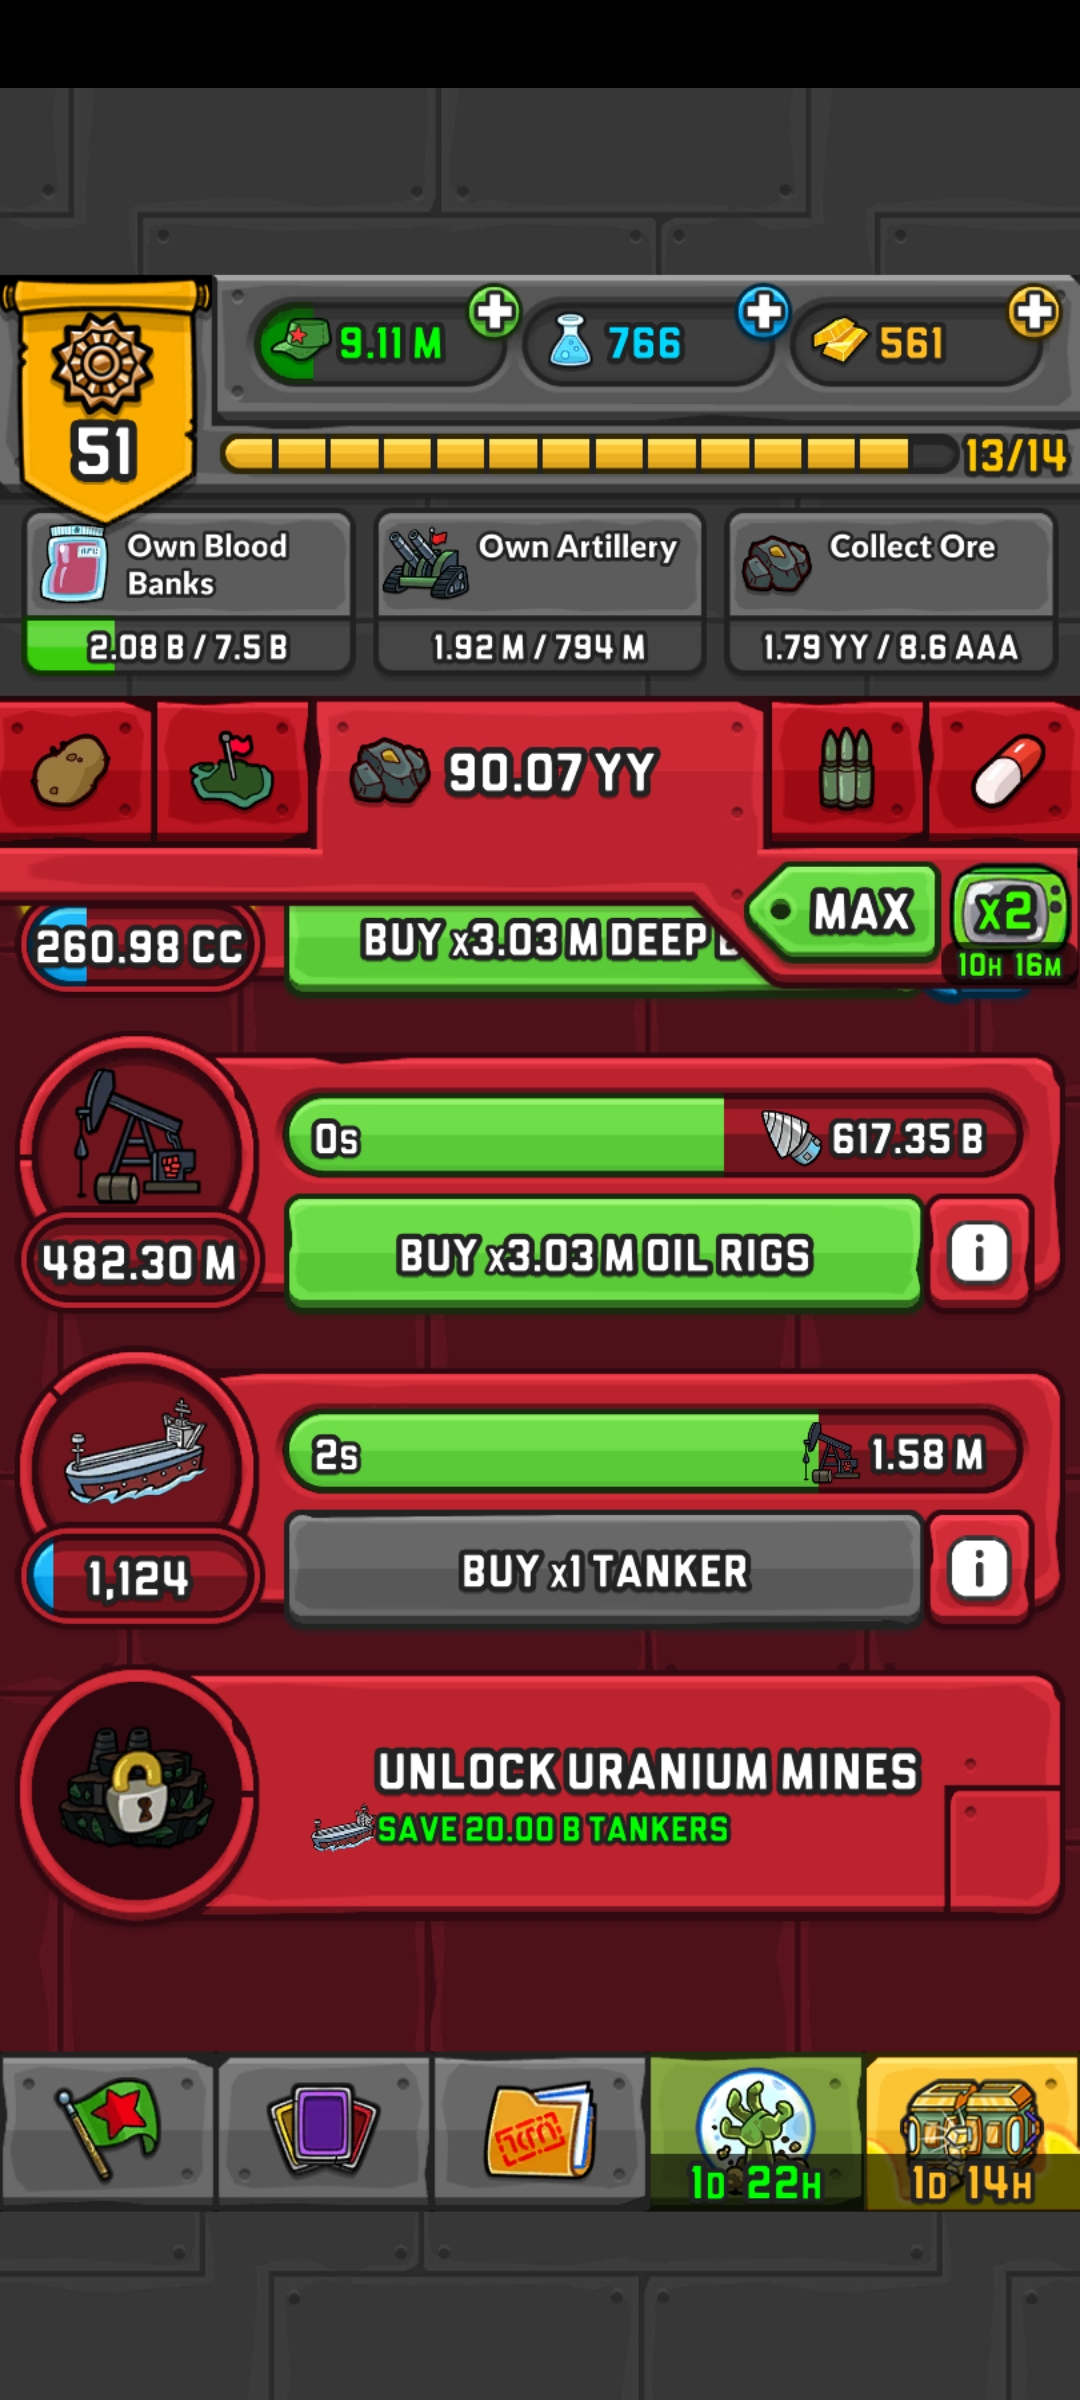 9.11 M
766
561
51
13/14
Own Blood
Banks
2.08 B / 7.5 B
Own Artillery
1.92 M / 794 M
Collect Ore
1.79 YY / 8.6 AAA
90.07 YY
MAX
x2
10H 16M
260.98 CC
BUY x3.03 M DEEP
0s
617.35 B
482.30 M
BUY x3.03 M OIL RIGS
i
2s
1.58 M
1,124
BUY x1 TANKER
i
UNLOCK URANIUM MINES
SAVE 20.00 B TANKERS
1D 22H
1D 14H